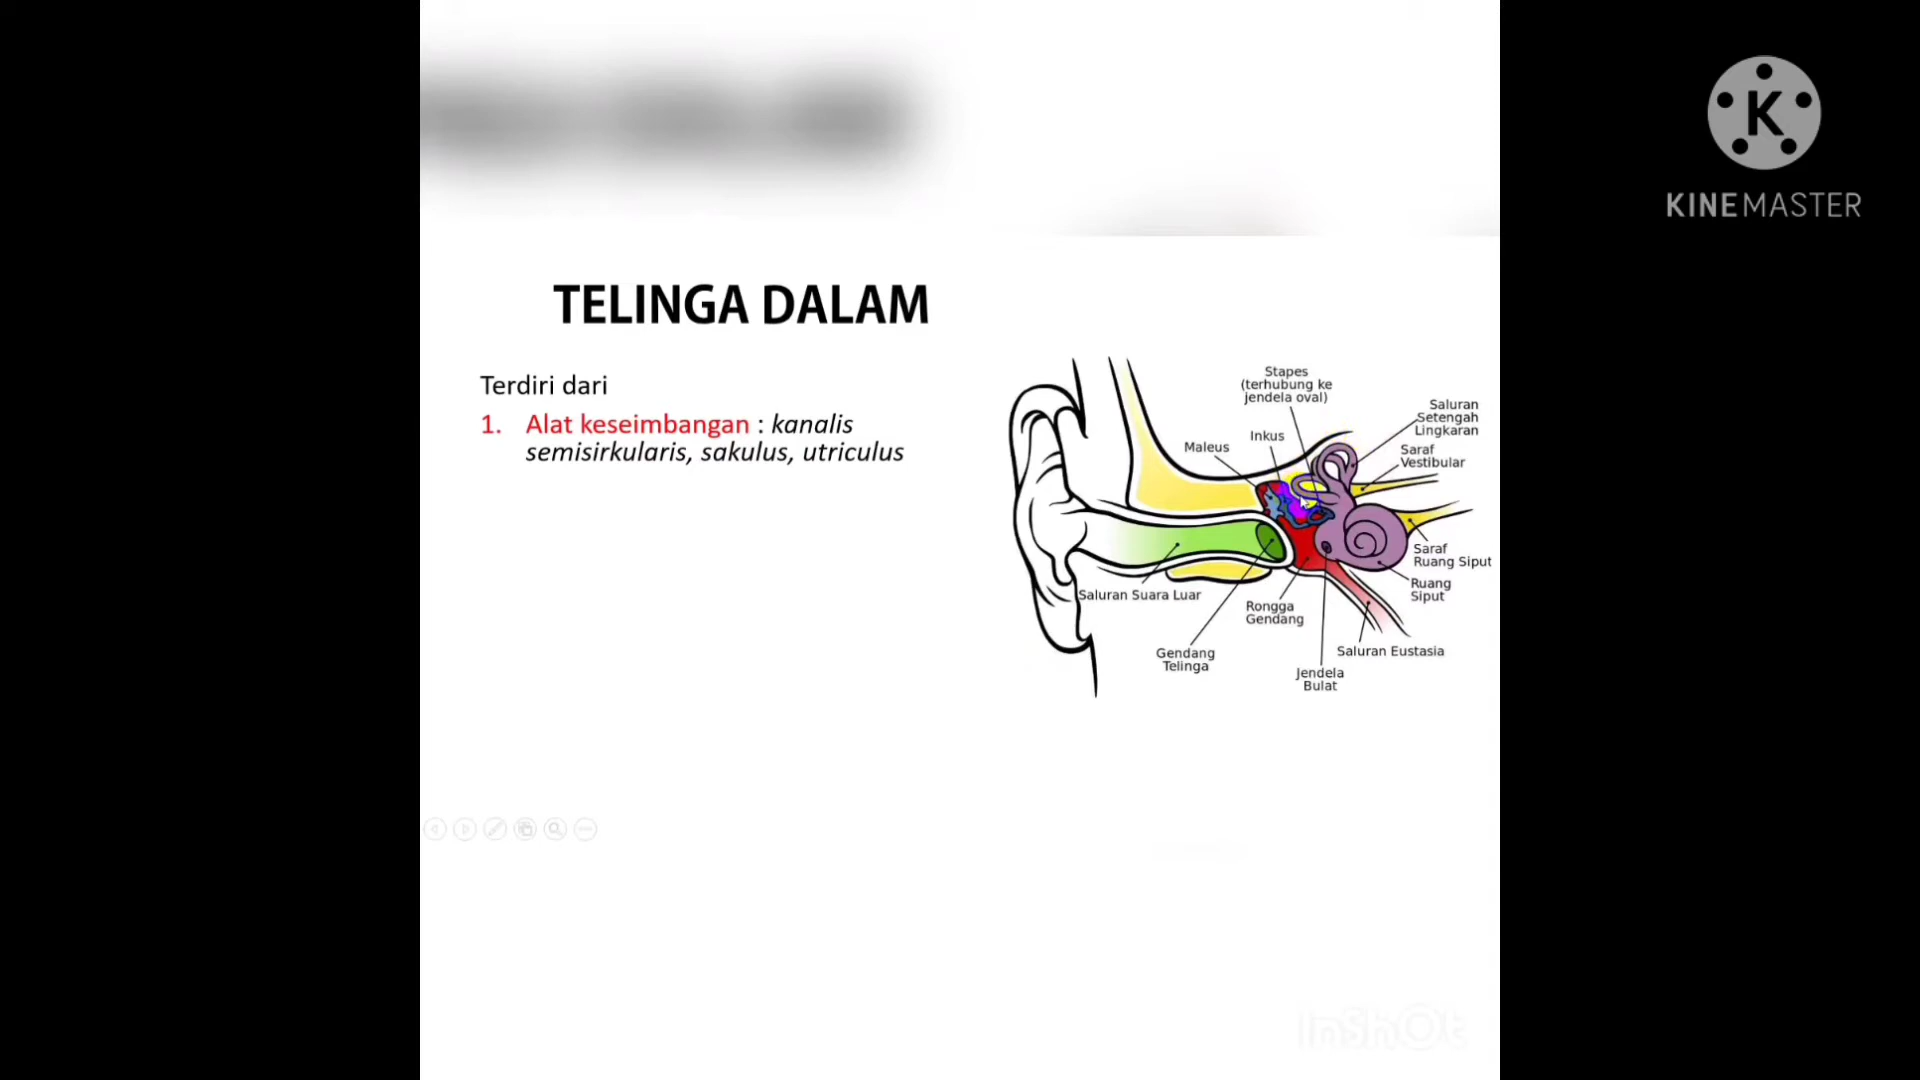 K
KINEMASTER
TELINGA DALAM
Terdiri dari
1. Alat keseimbangan : kanalis
semisirkularis, sakulus, utriculus
Stapes
(terhubung ke
jendela oval)
Saluran
Setengah
Lingkaran
Inkus
Maleus
Saraf
Vestibular
Saraf
Ruang Siput
Ruang
Siput
Saluran Suara Luar
Rongga
Gendang
Gendang
Telinga
Saluran Eustasia
Jendela
Bulat
InShOt